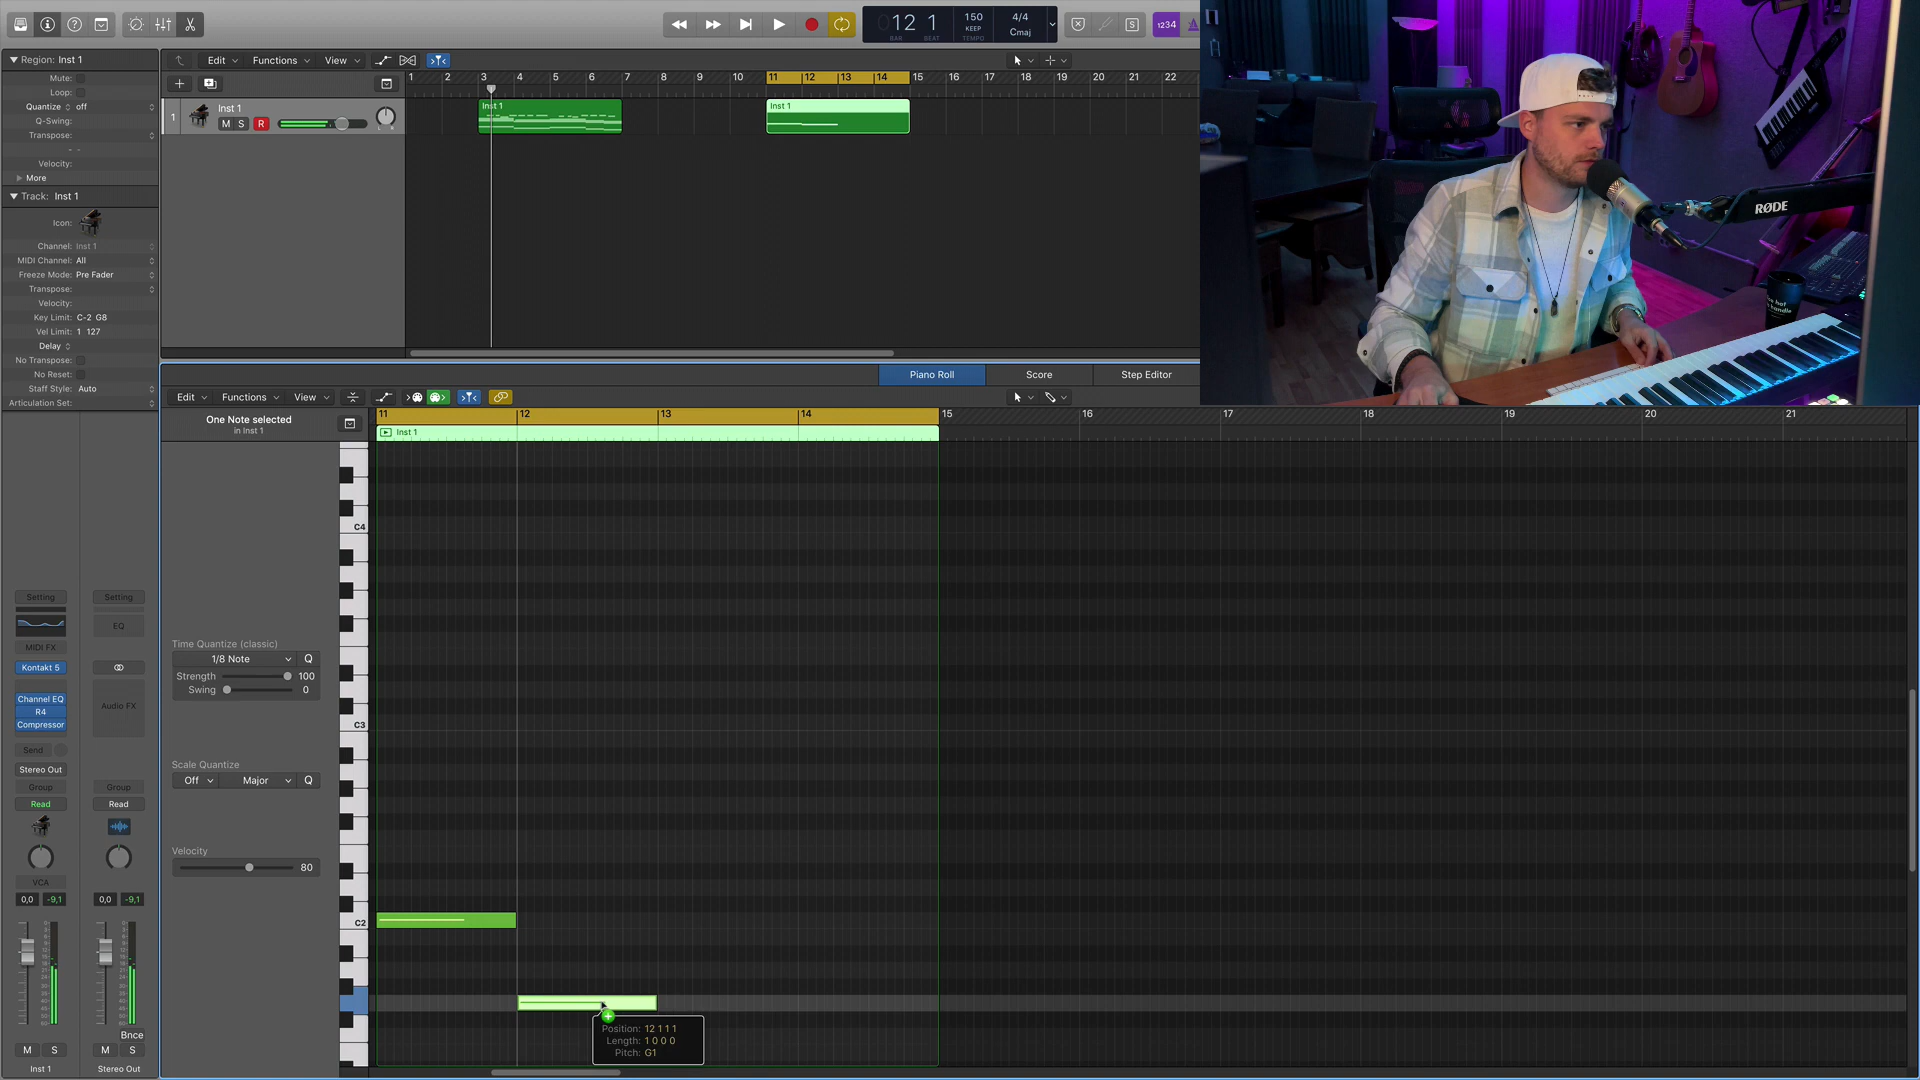 12 1
BAR BEAT
150
KEEP
TEMPO
4/4
Cmaj
1234
Region: Inst 1
Mute:
Loop:
Quantize off
Q-Swing:
Transpose:
Velocity:
More
Track: Inst 1
Icon:
Channel: Inst 1
MIDI Channel: All
Freeze Mode: Pre Fader
Transpose:
Velocity:
Key Limit: C-2 G8
Vel Limit: 1 127
Delay
No Transpose:
No Reset:
Staff Style: Auto
Articulation Set:
Edit Functions View
1 2 3 4 5 6 7 8 9 10 11 12 13 14 15 16 17 18 19 20 21 22
1
Inst 1
M S R
Inst 1
Inst 1
RØDE
Piano Roll Score Step Editor
Edit Functions View
One Note selected
in Inst 1
11 12 13 14 15 16 17 18 19 20 21
Inst 1
C4
C3
C2
Time Quantize (classic)
1/8 Note Q
Strength 100
Swing 0
Scale Quantize
Off Major Q
Velocity
80
Position: 12 1 1 1
Length: 1 0 0 0
Pitch: G1
Setting Setting
EQ
MIDI FX
Kontakt 5
Channel EQ
R4
Compressor
Audio FX
Send
Stereo Out
Group Group
Read Read
VCA
0,0 -9,1 0,0 -9,1
Bnce
M S M S
Inst 1 Stereo Out